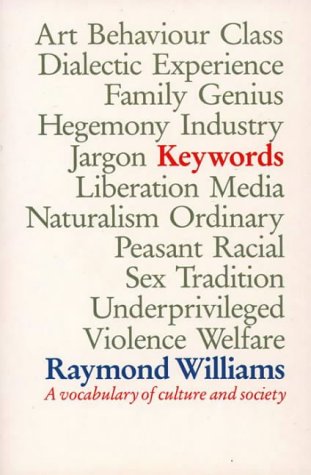 Art Behaviour Class
Dialectic Experience
Family Genius
Hegemony Industry
Jargon Keywords
Liberation Media
Naturalism Ordinary
Peasant Racial
Sex Tradition
Underprivileged
Violence Welfare
Raymond Williams
A vocabulary of culture and society